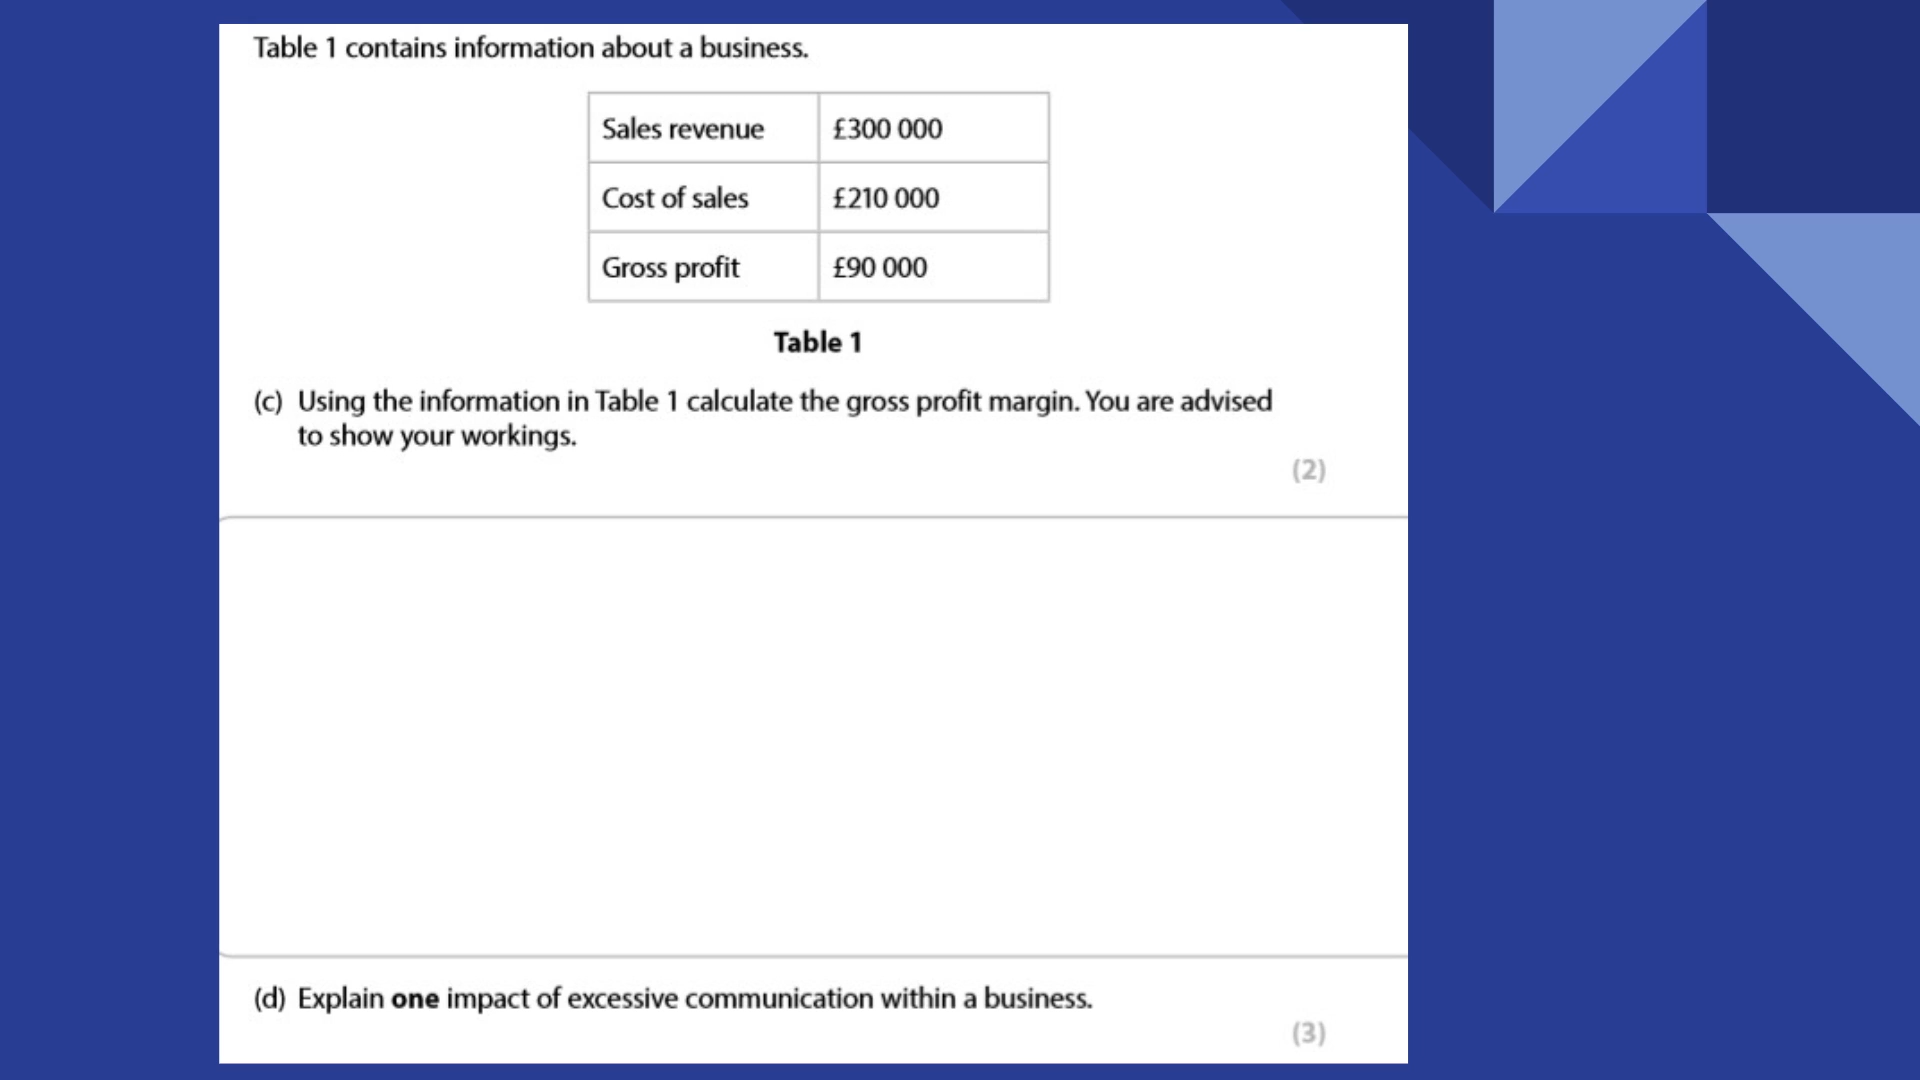 Table 1 contains information about a business.
Sales revenue £300 000
Cost of sales £210 000
Gross profit £90 000
Table 1
(c) Using the information in Table 1 calculate the gross profit margin. You are advised
to show your workings.
(2)
(d) Explain one impact of excessive communication within a business.
(3)